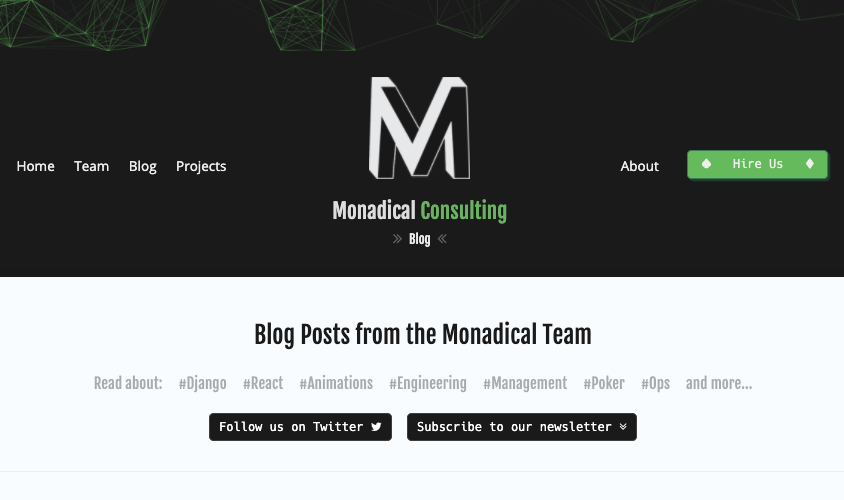 Home Team Blog Projects
M
About
Hire Us
Monadical Consulting
Blog
Blog Posts from the Monadical Team
Read about: #Django #React #Animations #Engineering #Management #Poker #Ops and more...
Follow us on Twitter
Subscribe to our newsletter